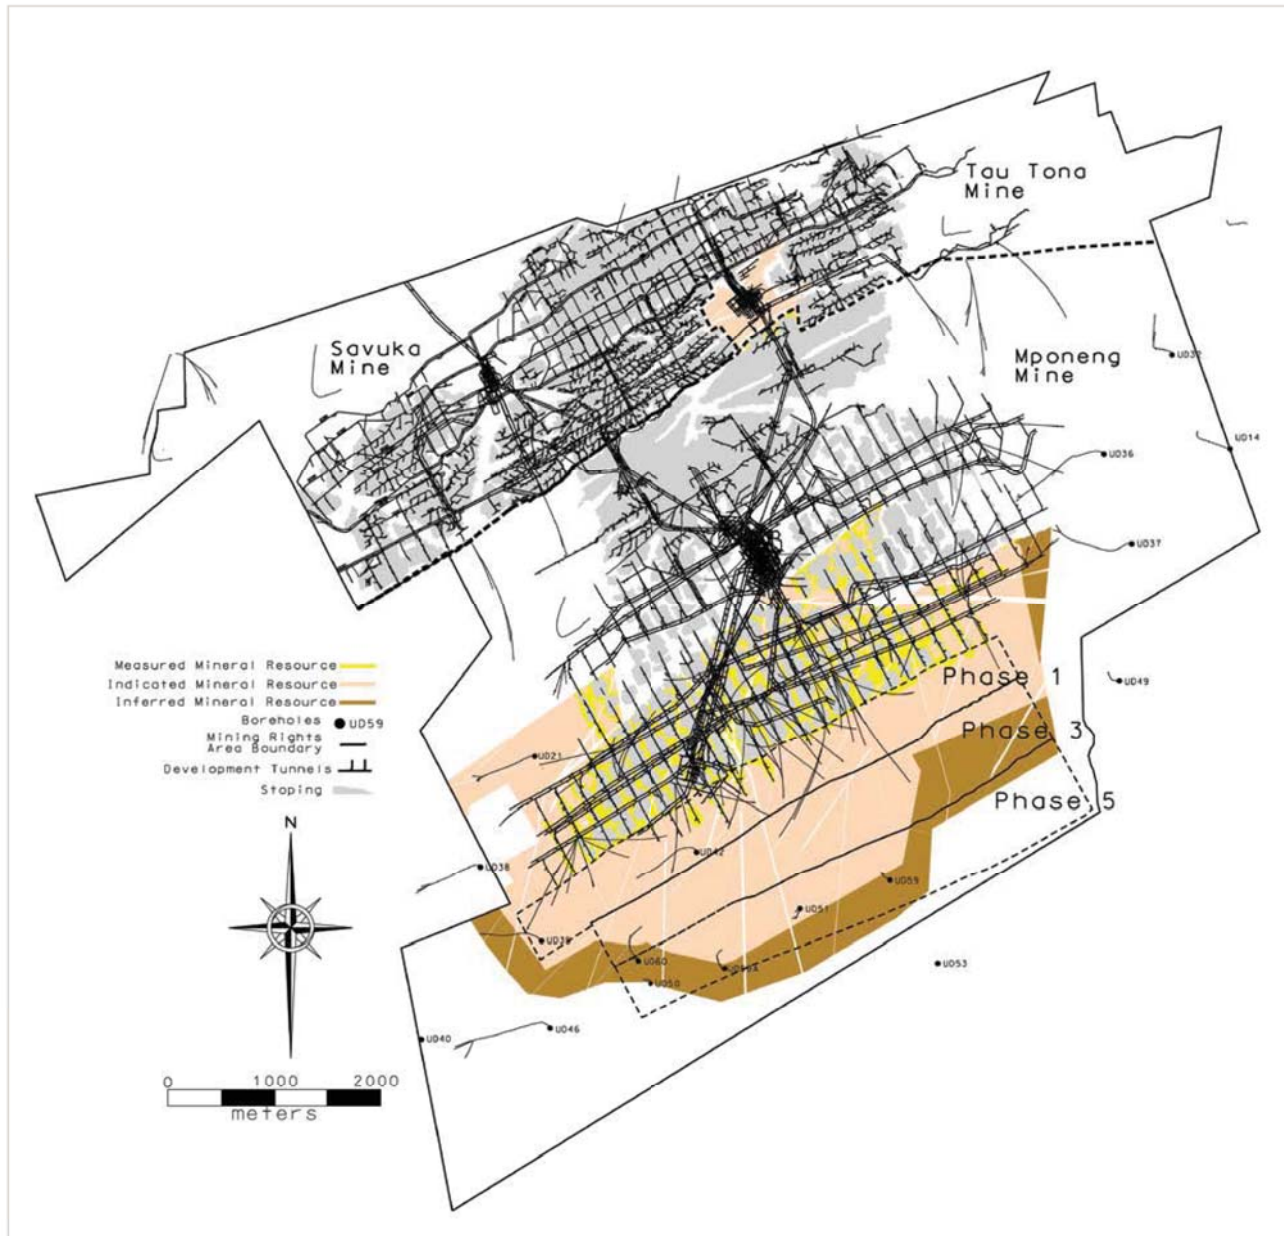 Tau Tona
Mine
Savuka
Mine
Mponeng
Mine
UD32
UD14
UD36
UD37
Measured Mineral Resource
Indicated Mineral Resource
Inferred Mineral Resource
Boreholes UD59
Mining Rights
Area Boundary
Development Tunnels
Stoping
Phase 1
UD49
Phase 3
UD21
Phase 5
N
UD42
UD38
UD59
UD51
UD60
UD53
UD50
UD46
UD40
0 1000 2000
meters